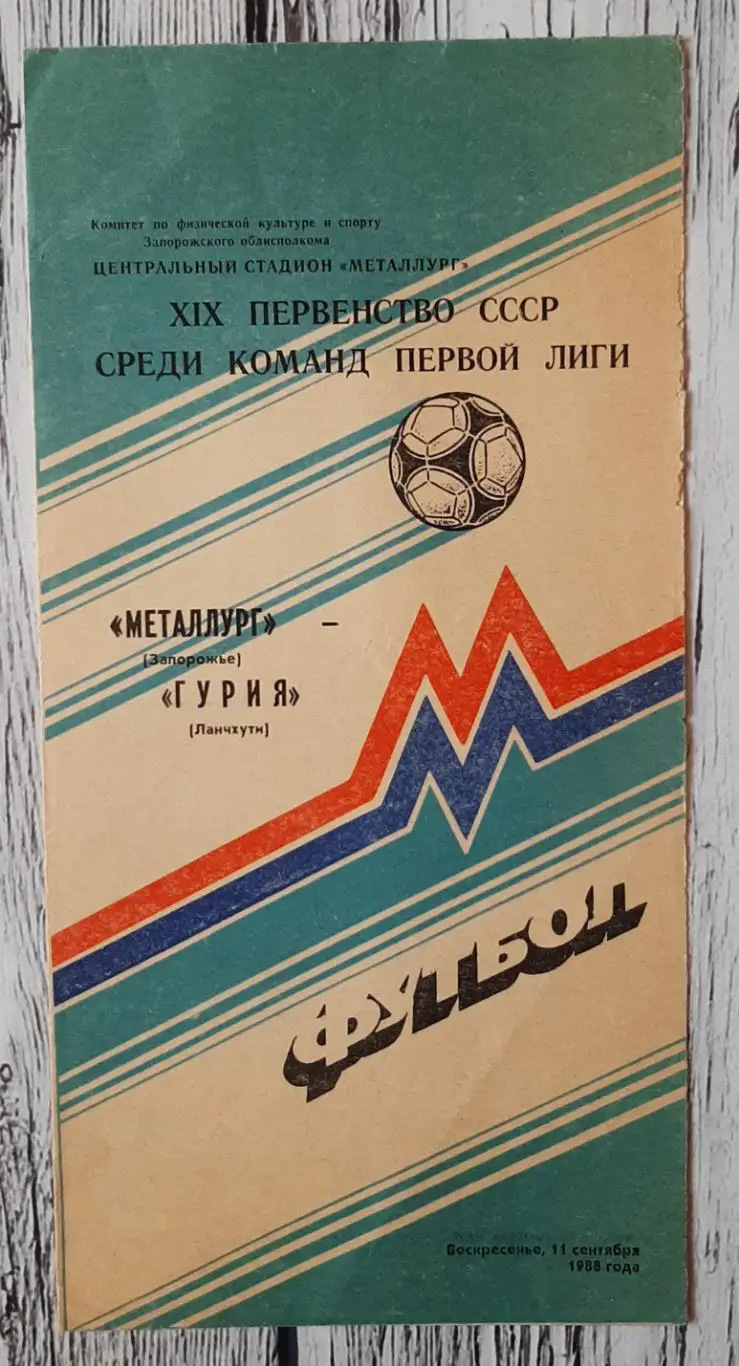 Комитет по физической культуре и спорту
Запорожского облисполкома
ЦЕНТРАЛЬНЫЙ СТАДИОН «МЕТАЛЛУРГ»
XIX ПЕРВЕНСТВО СССР
СРЕДИ КОМАНД ПЕРВОЙ ЛИГИ
«МЕТАЛЛУРГ» –
(Запорожье)
«ГУРИЯ»
(Ланчхути)
ФУТБОЛ
Воскресенье, 11 сентября
1988 года